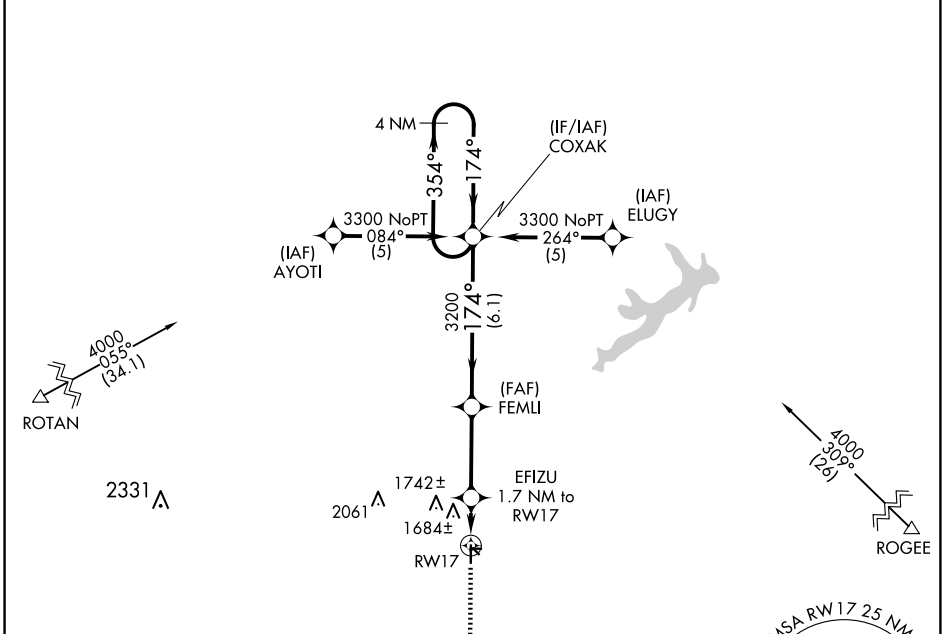 4 NM
354°
174°
(IF/IAF)
COXAK
(IAF)
ELUGY
3300 NoPT
084°
(5)
3300 NoPT
264°
(5)
(IAF)
AYOTI
3200
174°
(6.1)
4000
055°
(34.1)
ROTAN
(FAF)
FEMLI
4000
309°
(26)
ROGEE
2331
2061
1742±
1684±
EFIZU
1.7 NM to
RW17
RW17
MSA RW17 25 NM